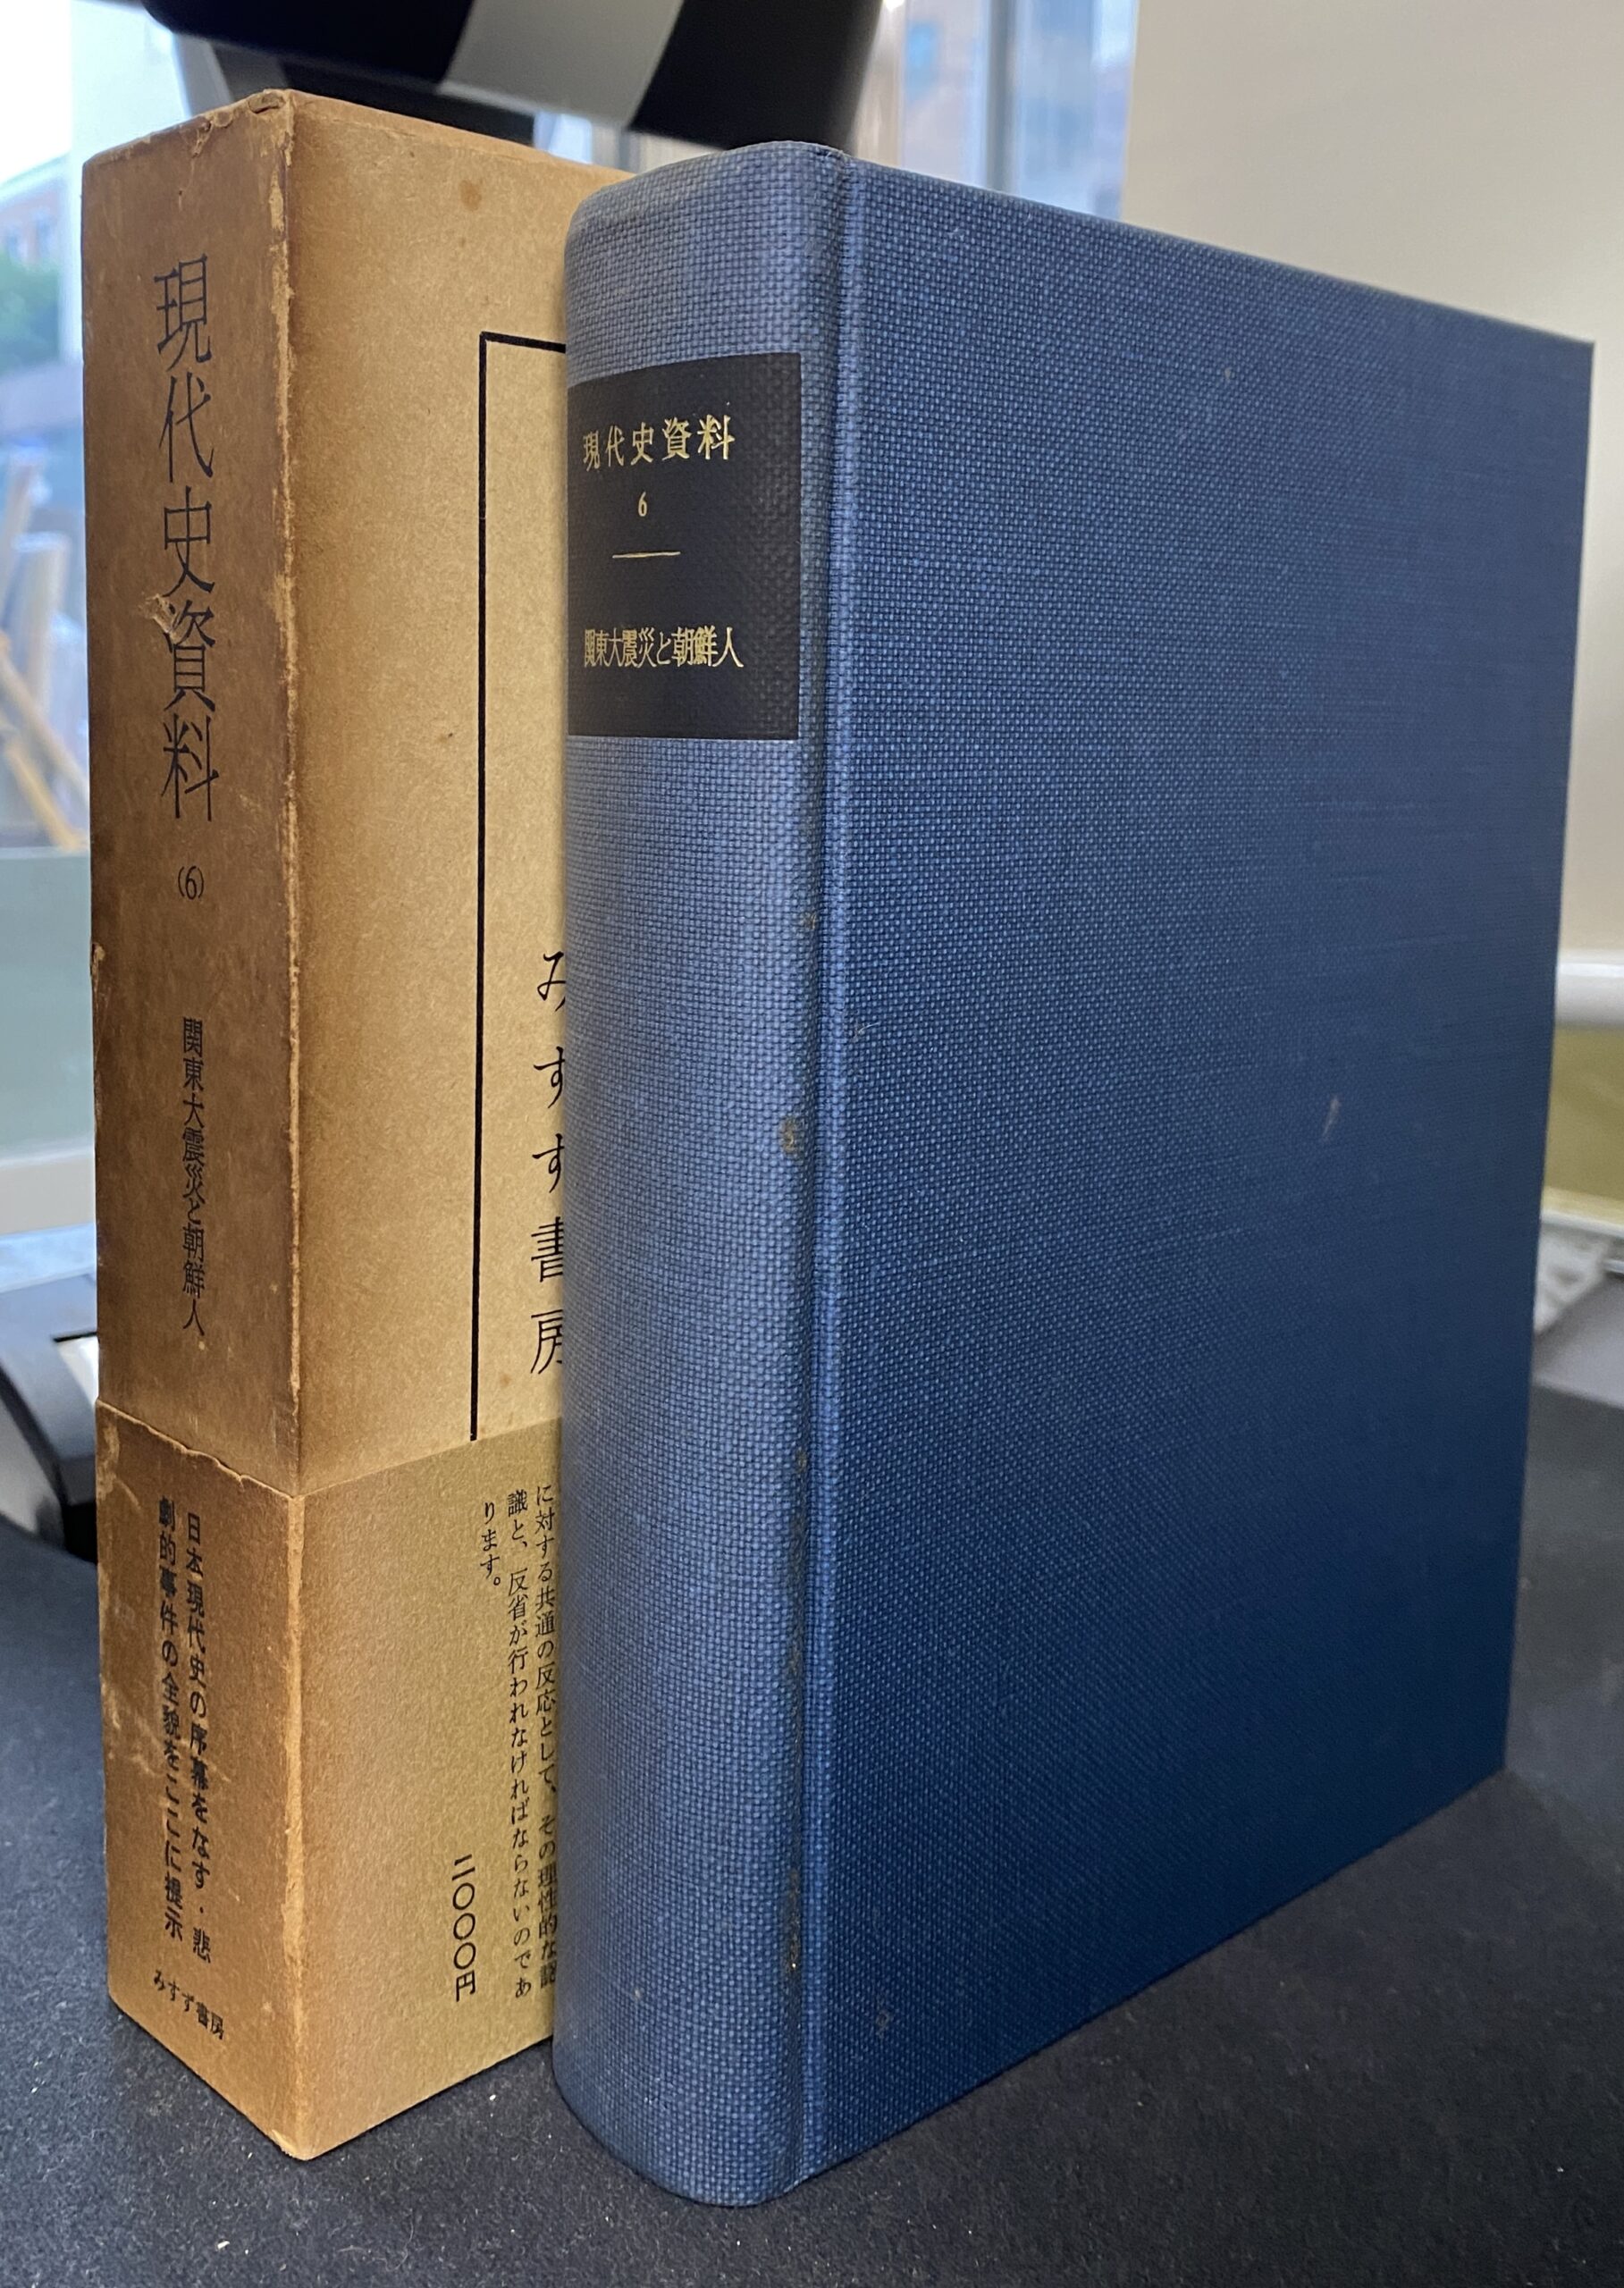 現代史資料
(6)
関東大震災と朝鮮人
日本現代史の序幕をなす・悲
劇的事件の全貌をここに提示
みすず書房
みすず書房
に対する共通の反応として、その理性的な認
識と、反省が行われなければならないのであ
ります。
二〇〇〇円
現代史資料
6
関東大震災と朝鮮人